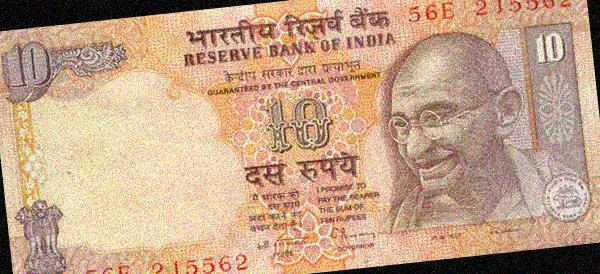 भारतीय रिज़र्व बैंक
56E 215562
RESERVE BANK OF INDIA
केन्द्रीय सरकार द्वारा प्रत्याभूत
GUARANTEED BY THE CENTRAL GOVERNMENT
10
10
10
दस रुपये
I PROMISE TO
PAY THE BEARER
THE SUM OF
TEN RUPEES
56E 215562